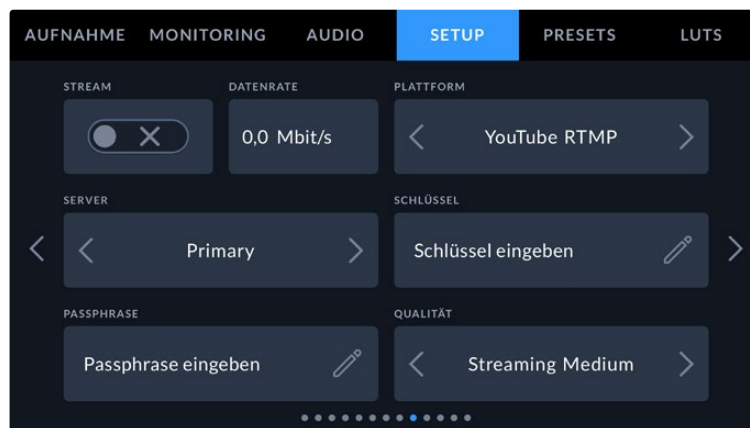 AUFNAHME MONITORING AUDIO SETUP PRESETS LUTS
STREAM DATENRATE PLATTFORM
0,0 Mbit/s YouTube RTMP
SERVER SCHLÜSSEL
Primary Schlüssel eingeben
PASSPHRASE QUALITÄT
Passphrase eingeben Streaming Medium